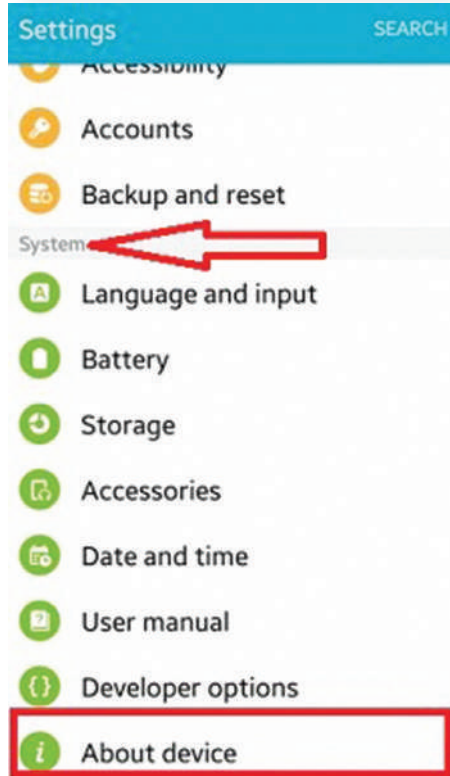 Settings SEARCH
Accessibility
Accounts
Backup and reset
System
A Language and input
Battery
Storage
Accessories
Date and time
? User manual
{} Developer options
i About device